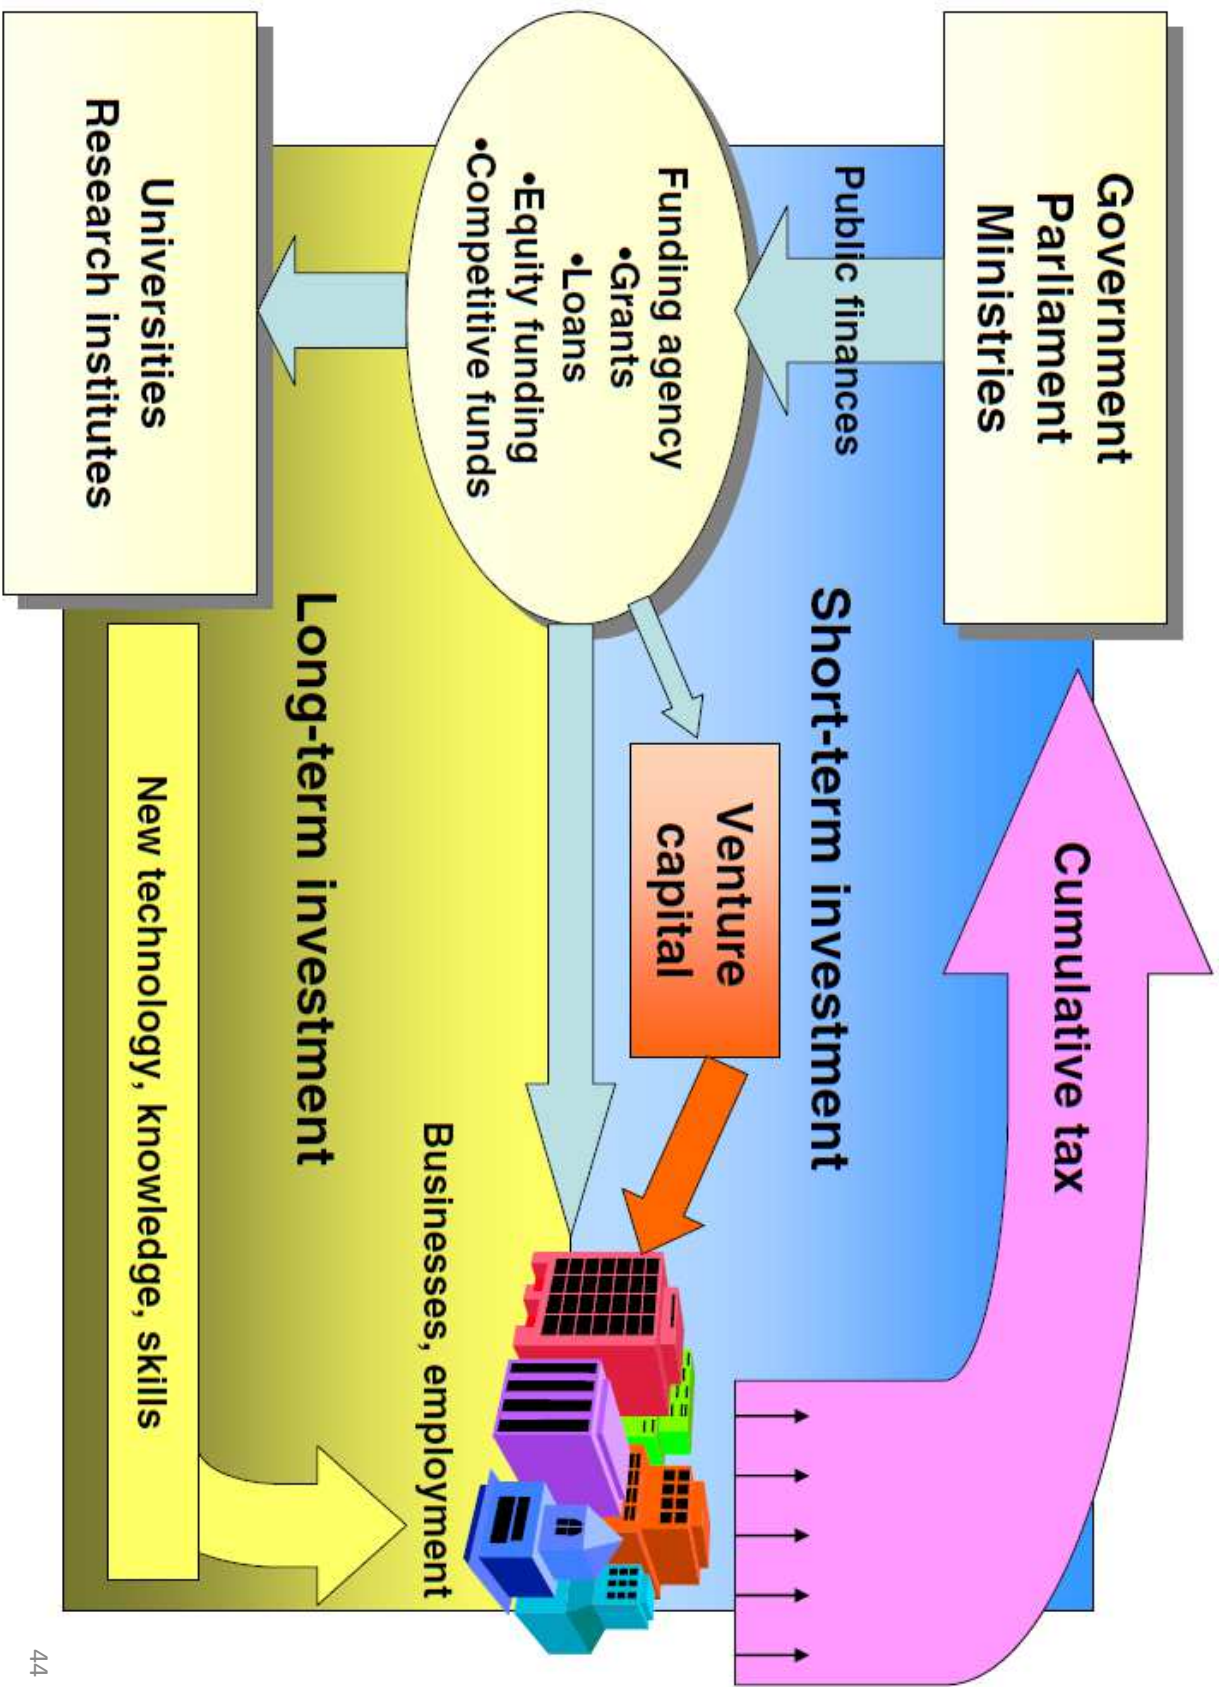 Government
Parliament
Ministries
Cumulative tax
Public finances
Short-term investment
Funding agency
•Grants
•Loans
•Equity funding
•Competitive funds
Venture
capital
Businesses, employment
Long-term investment
Universities
Research institutes
New technology, knowledge, skills
44